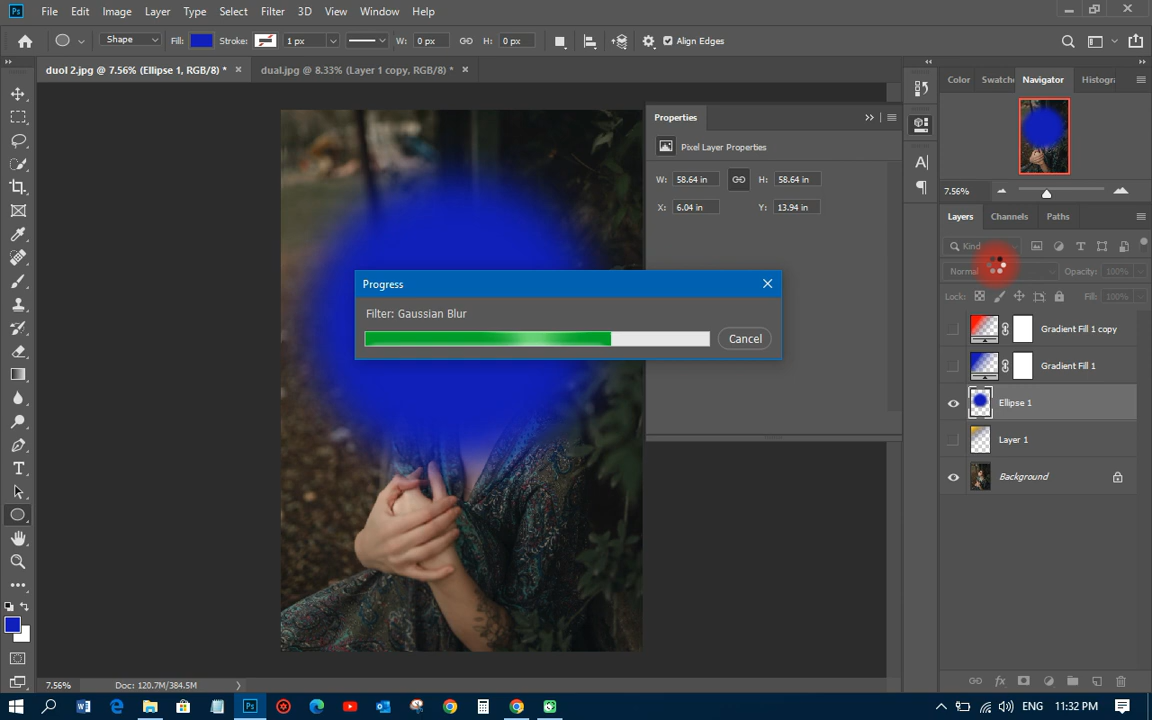 Ps File Edit Image Layer Type Select Filter 3D View Window Help
Shape Fill: Stroke: 1 px W: 0 px H: 0 px Align Edges
duol 2.jpg @ 7.56% (Ellipse 1, RGB/8) * × dual.jpg @ 8.33% (Layer 1 copy, RGB/8) * ×
Color Swatche Navigator Histogra
Properties
Pixel Layer Properties
W: 58.64 in H: 58.64 in
X: 6.04 in Y: 13.94 in
7.56%
Layers Channels Paths
Kind
Normal Opacity: 100%
Lock: Fill: 100%
Progress
Filter: Gaussian Blur
Cancel
Gradient Fill 1 copy
Gradient Fill 1
Ellipse 1
Layer 1
Background
7.56% Doc: 120.7M/384.5M
ENG 11:32 PM